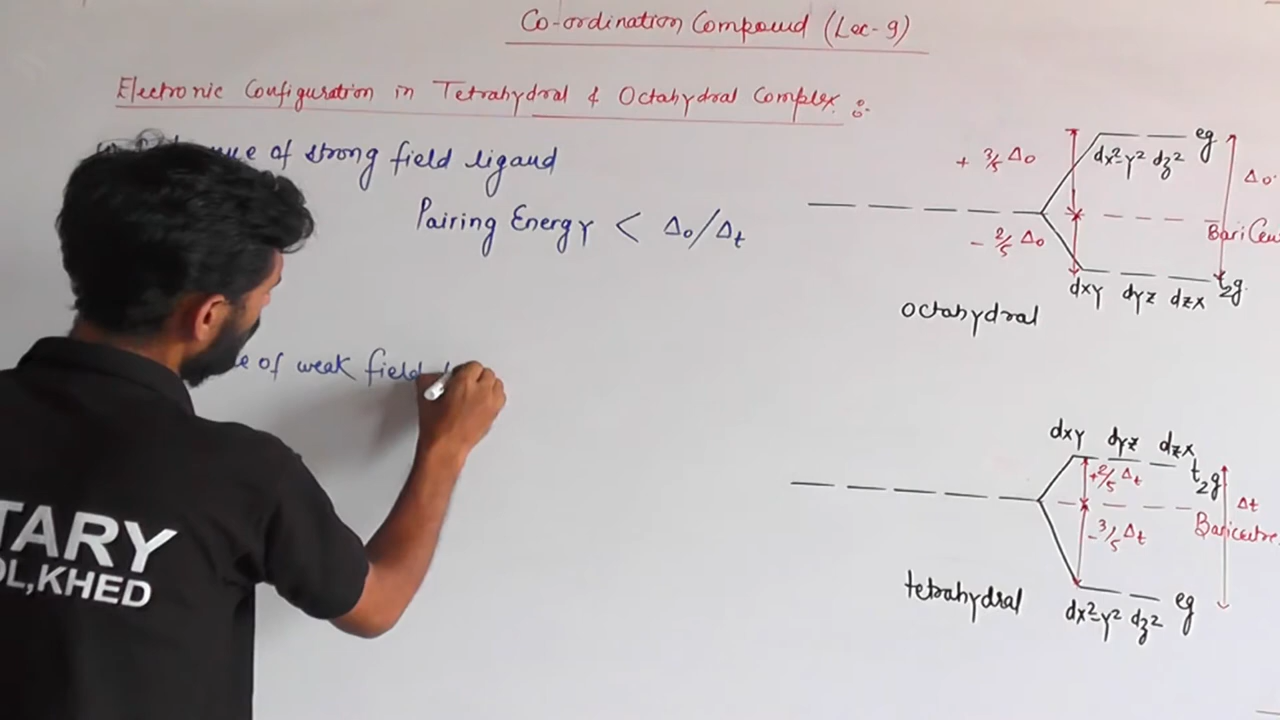 Co-ordination Compound (Lec-9)
Electronic Configuration in Tetrahydral & Octahydral Complex :-
of strong field ligand
Pairing Energy < Δo/Δt
of weak field
+ 3/5 Δo
- 2/5 Δo
eg
dx²-y² dz²
Δo
dxy dyz dzx t2g
octahydral
dxy dyz dzx
t2g
+2/5 Δt
-3/5 Δt
Δt
Baricentre
eg
dx²-y² dz²
tetrahydral
TARY
OL,KHED